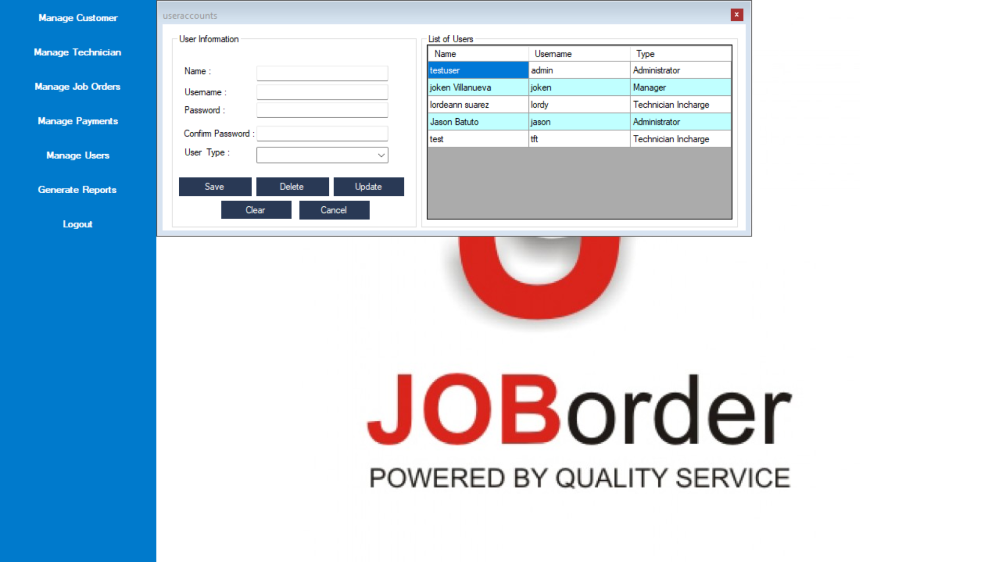 Manage Customer
Manage Technician
Manage Job Orders
Manage Payments
Manage Users
Generate Reports
Logout
useraccounts
x
User Information
Name :
Username :
Password :
Confirm Password :
User Type :
Save Delete Update
Clear Cancel
List of Users
Name Username Type
testuser admin Administrator
joken Villanueva joken Manager
lordeann suarez lordy Technician Incharge
Jason Batuto jason Administrator
test tft Technician Incharge
JOBorder
POWERED BY QUALITY SERVICE